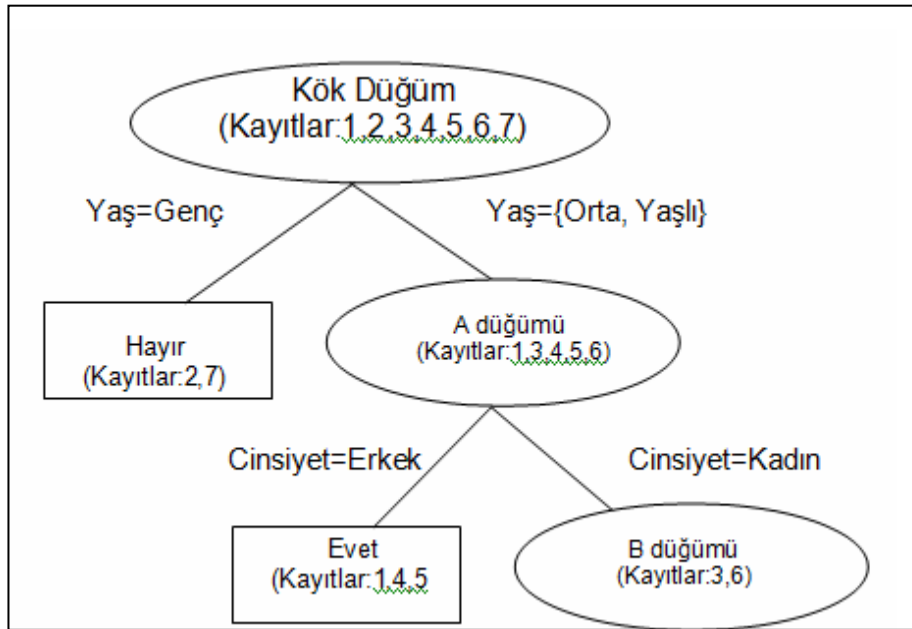 Kök Düğüm
(Kayıtlar:1,2,3,4,5,6,7)
Yaş=Genç
Yaş={Orta, Yaşlı}
Hayır
(Kayıtlar:2,7)
A düğümü
(Kayıtlar:1,3,4,5,6)
Cinsiyet=Erkek
Cinsiyet=Kadın
Evet
(Kayıtlar:1,4,5
B düğümü
(Kayıtlar:3,6)